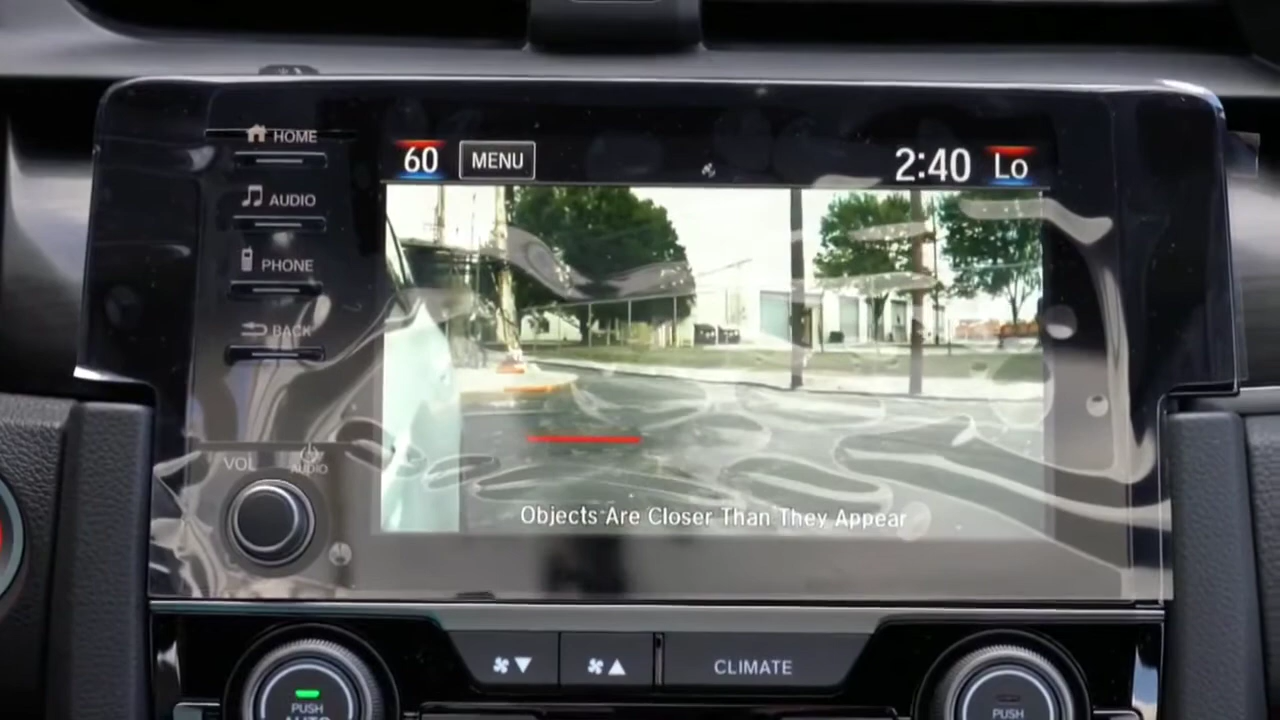 HOME
60
MENU
2:40
Lo
AUDIO
PHONE
BACK
VOL
AUDIO
Objects Are Closer Than They Appear
CLIMATE
PUSH
AUTO
PUSH